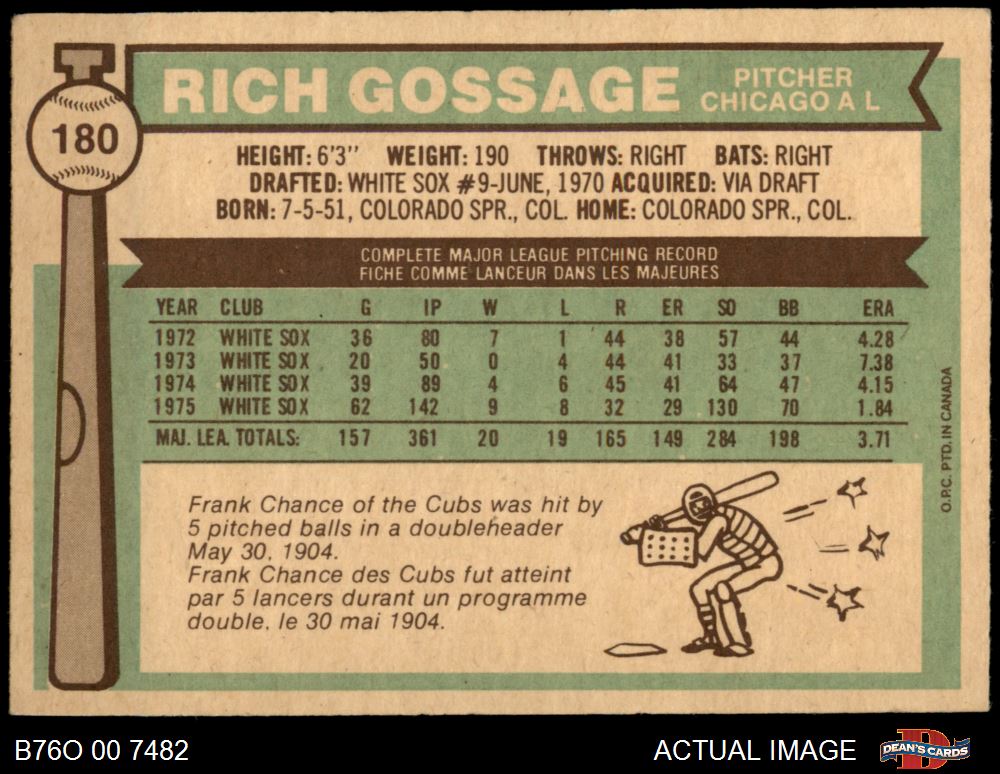 180
RICH GOSSAGE
PITCHER
CHICAGO A L
HEIGHT: 6'3" WEIGHT: 190 THROWS: RIGHT BATS: RIGHT
DRAFTED: WHITE SOX #9-JUNE, 1970 ACQUIRED: VIA DRAFT
BORN: 7-5-51, COLORADO SPR., COL. HOME: COLORADO SPR., COL.
COMPLETE MAJOR LEAGUE PITCHING RECORD
FICHE COMME LANCEUR DANS LES MAJEURES
YEAR CLUB G IP W L R ER SO BB ERA
1972 WHITE SOX 36 80 7 1 44 38 57 44 4.28
1973 WHITE SOX 20 50 0 4 44 41 33 37 7.38
1974 WHITE SOX 39 89 4 6 45 41 64 47 4.15
1975 WHITE SOX 62 142 9 8 32 29 130 70 1.84
MAJ. LEA. TOTALS: 157 361 20 19 165 149 284 198 3.71
Frank Chance of the Cubs was hit by
5 pitched balls in a doubleheader
May 30, 1904.
Frank Chance des Cubs fut atteint
par 5 lancers durant un programme
double, le 30 mai 1904.
O.P.C. PTD. IN CANADA
B76O 00 7482
ACTUAL IMAGE
DEAN'S CARDS